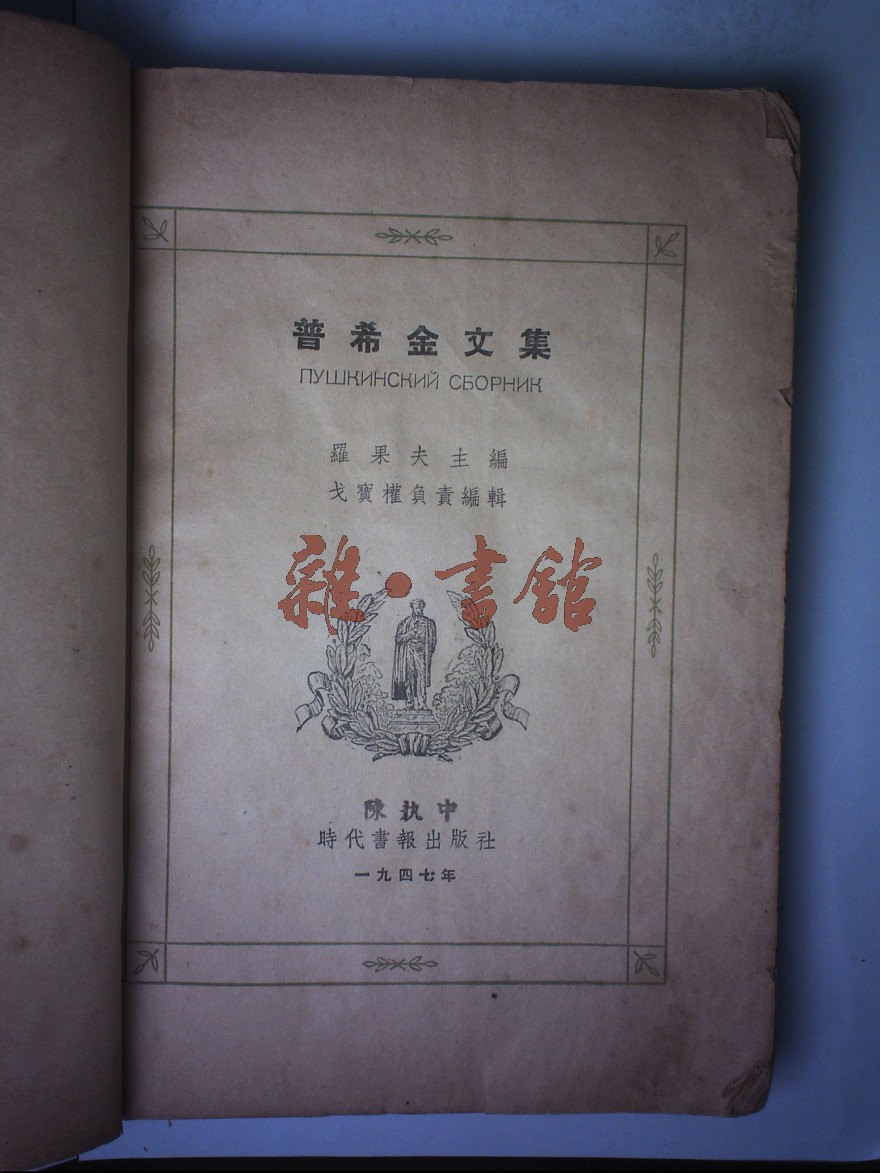 普希金文集
ПУШКИНСКИЙ СБОРНИК
羅果夫主編
戈寶權負責編輯
雜·書館
陳执中
時代書報出版社
一九四七年